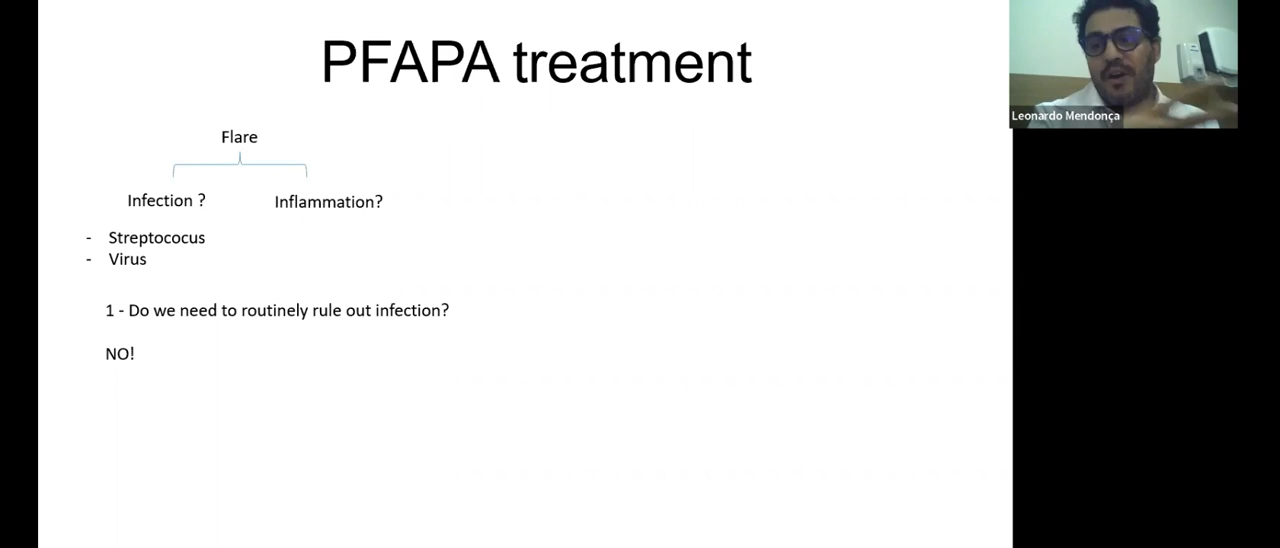 PFAPA treatment
Leonardo Mendonça
Flare
Infection ?
Inflammation?
- Streptococus
- Virus
1 - Do we need to routinely rule out infection?
NO!